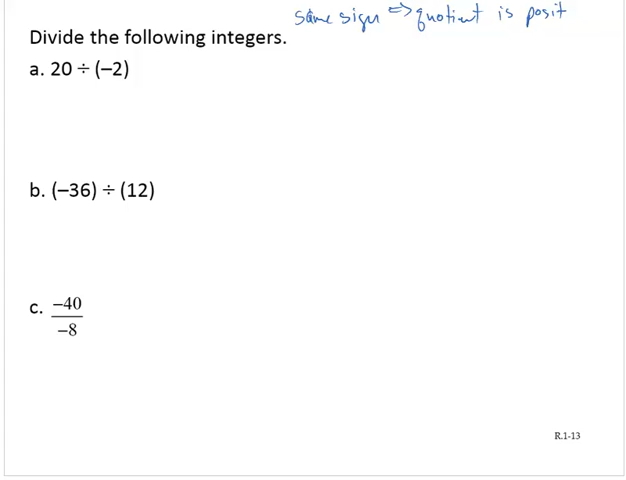 same sign => quotient is posit
Divide the following integers.
a. 20 ÷ (–2)
b. (–36) ÷ (12)
c. –40
–8
R.1-13